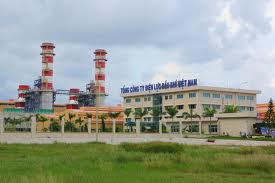 TỔNG CÔNG TY ĐIỆN LỰC DẦU KHÍ VIỆT NAM